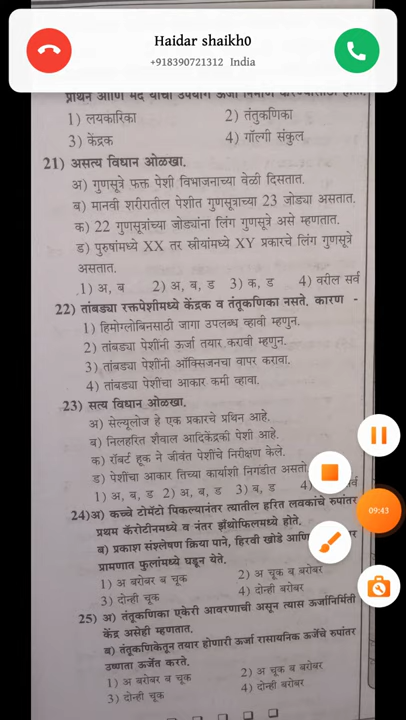 Haidar shaikh0
+918390721312 India
प्रथिन आणि मेद यांचा उपयोग ऊर्जा निर्माण करण्यासाठी
1) लयकारिका 2) तंतुकणिका
3) केंद्रक 4) गॉल्गी संकुल
21) असत्य विधान ओळखा.
अ) गुणसूत्रे फक्त पेशी विभाजनाच्या वेळी दिसतात.
ब) मानवी शरीरातील पेशीत गुणसूत्राच्या 23 जोड्या असतात.
क) 22 गुणसूत्रांच्या जोड्यांना लिंग गुणसूत्रे असे म्हणतात.
ड) पुरुषांमध्ये XX तर स्रीयांमध्ये XY प्रकारचे लिंग गुणसूत्रे
असतात.
1) अ, ब 2) अ, ब, ड 3) क, ड 4) वरील सर्व
22) तांबड्या रक्तपेशीमध्ये केंद्रक व तंतूकणिका नसते. कारण -
1) हिमोग्लोबिनसाठी जागा उपलब्ध व्हावी म्हणुन.
2) तांबड्या पेशींनी ऊर्जा तयार करावी म्हणुन.
3) तांबड्या पेशींनी ऑक्सिजनचा वापर करावा.
4) तांबड्या पेशींचा आकार कमी व्हावा.
23) सत्य विधान ओळखा.
अ) सेल्यूलोज हे एक प्रकारचे प्रथिन आहे.
ब) निलहरित शैवाल आदिकेंद्रकी पेशी आहे.
क) रॉबर्ट हूक ने जीवंत पेशींचे निरीक्षण केले.
ड) पेशींचा आकार तिच्या कार्याशी निगडीत असतो
1) अ, ब, ड 2) अ, ब, ड 3) ब, ड
24)अ) कच्चे टोमॅटो पिकल्यानंतर त्यातील हरित लवकांचे रुपांतर
प्रथम कॅरोटीनमध्ये व नंतर झॅथोफिलमध्ये होते.
ब) प्रकाश संश्लेषण क्रिया पाने, हिरवी खोडे
प्रामणात फुलांमध्ये घडून येते.
1) अ बरोबर ब चूक 2) अ चूक ब बरोबर
3) दोन्ही चूक 4) दोन्ही बरोबर
25) अ) तंतूकणिका एकेरी आवरणाची असून त्यास ऊर्जानिर्मिती
केंद्र असेही म्हणतात.
ब) तंतूकणिकेतून तयार होणारी ऊर्जा रासायनिक ऊर्जेचे रुपांतर
उष्णता ऊर्जेत करते.
1) अ बरोबर ब चूक 2) अ चूक ब बरोबर
3) दोन्ही चूक 4) दोन्ही बरोबर
09:43